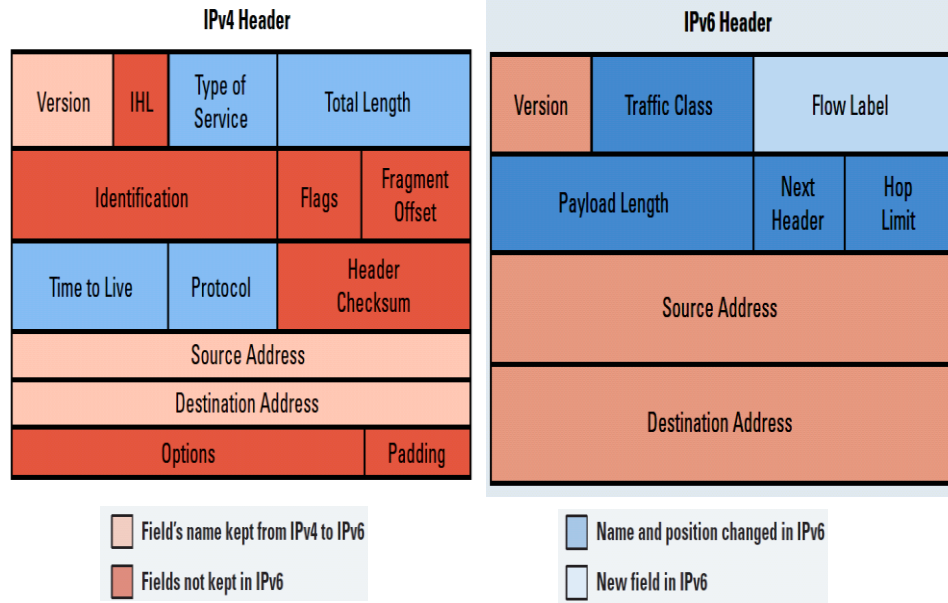 IPv4 Header
Version
IHL
Type of
Service
Total Length
Identification
Flags
Fragment
Offset
Time to Live
Protocol
Header
Checksum
Source Address
Destination Address
Options
Padding
Field's name kept from IPv4 to IPv6
Fields not kept in IPv6
IPv6 Header
Version
Traffic Class
Flow Label
Payload Length
Next
Header
Hop
Limit
Source Address
Destination Address
Name and position changed in IPv6
New field in IPv6